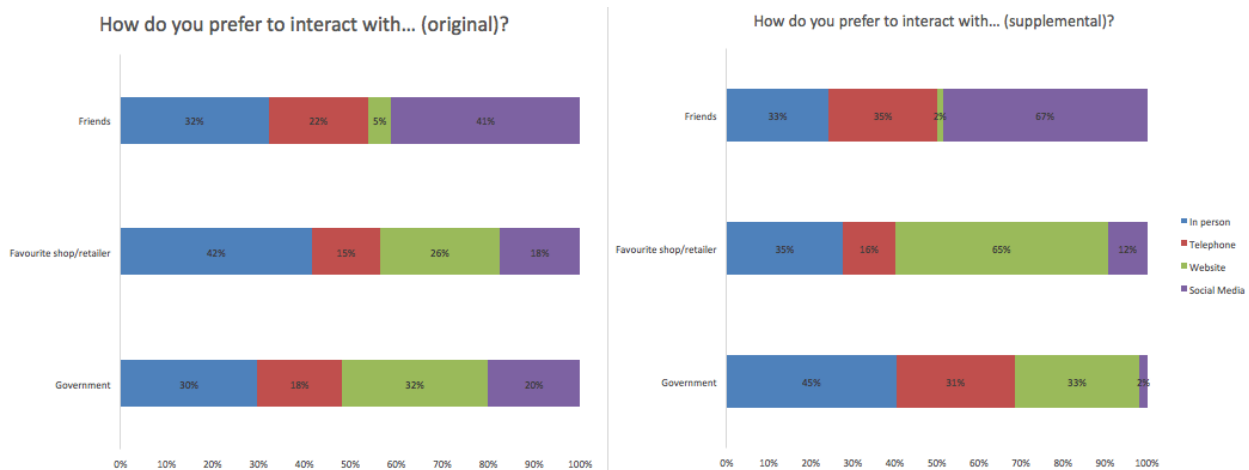 How do you prefer to interact with... (original)?
Friends
32% 22% 5% 41%
Favourite shop/retailer
42% 15% 26% 18%
Government
30% 18% 32% 20%
0% 10% 20% 30% 40% 50% 60% 70% 80% 90% 100%
How do you prefer to interact with... (supplemental)?
Friends
33% 35% 2% 67%
Favourite shop/retailer
35% 16% 65% 12%
Government
45% 31% 33% 2%
0% 10% 20% 30% 40% 50% 60% 70% 80% 90% 100%
In person
Telephone
Website
Social Media